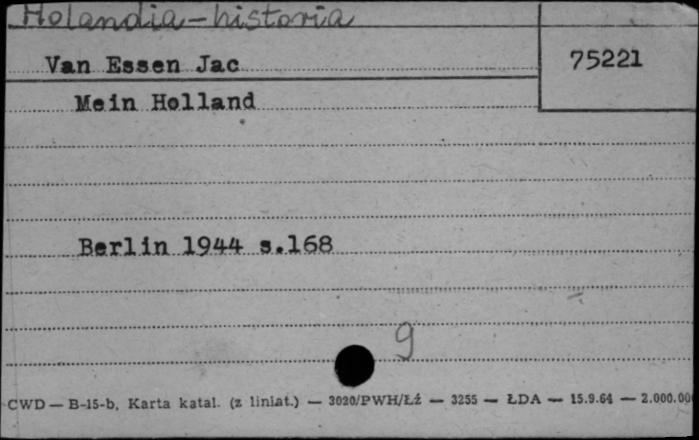 Holandia-historia
Van Essen Jac
75221
Mein Holland
Berlin 1944 s.168
9
CWD — B-15-b, Karta katal. (z liniat.) — 3020/PWH/Łź — 3255 — ŁDA — 15.9.64 — 2.000.00